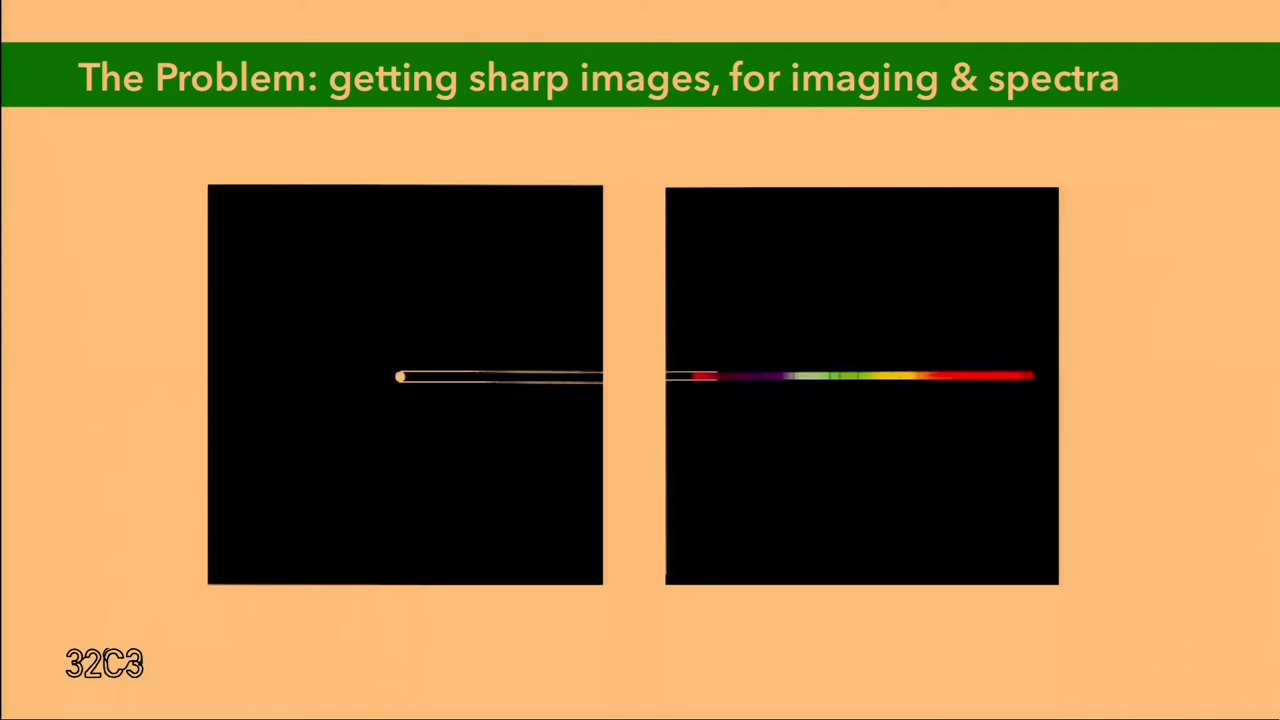 The Problem: getting sharp images, for imaging & spectra
32C3